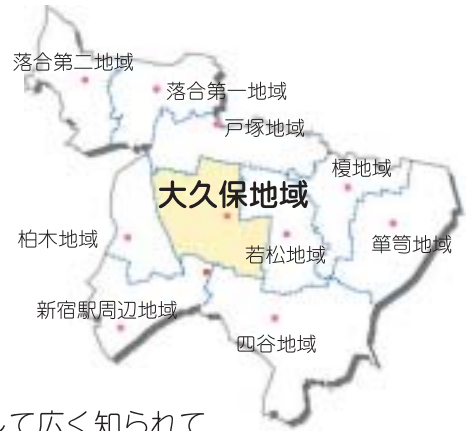 落合第二地域
落合第一地域
戸塚地域
榎地域
大久保地域
柏木地域
若松地域
箪笥地域
新宿駅周辺地域
四谷地域
して広く知られて